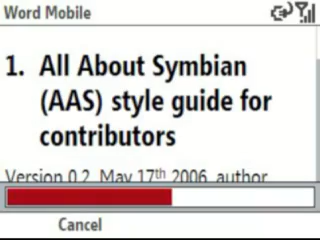 Word Mobile
1. All About Symbian
(AAS) style guide for
contributors
Version 0.2, May 17th 2006, author
Cancel